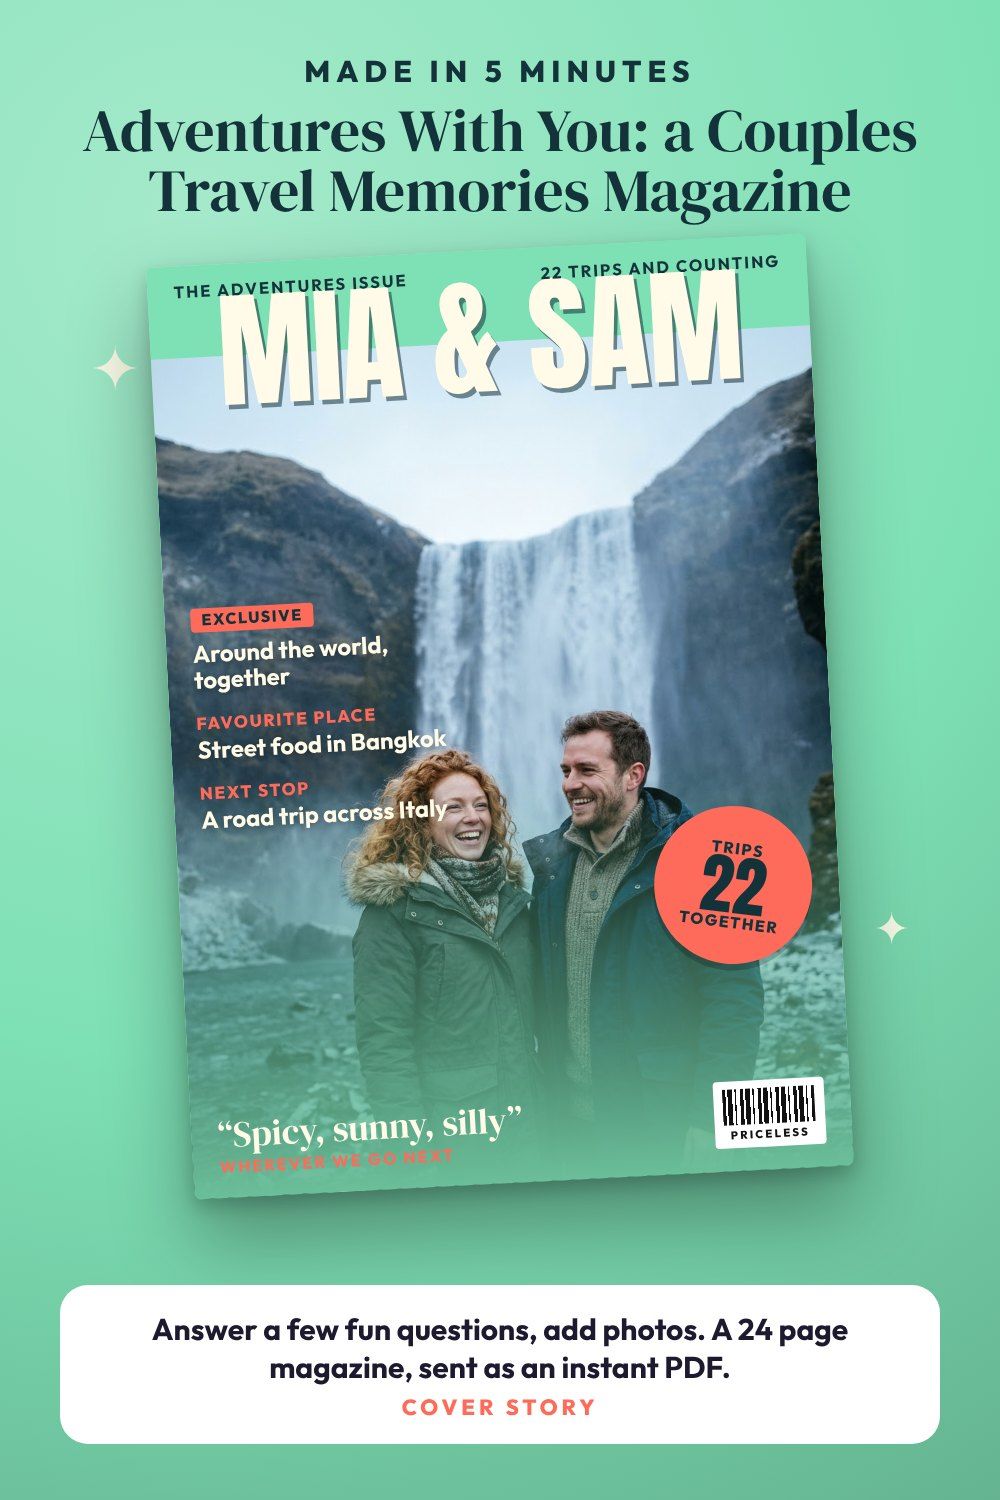 MADE IN 5 MINUTES
Adventures With You: a Couples
Travel Memories Magazine
THE ADVENTURES ISSUE
22 TRIPS AND COUNTING
MIA & SAM
EXCLUSIVE
Around the world,
together
FAVOURITE PLACE
Street food in Bangkok
NEXT STOP
A road trip across Italy
TRIPS
22
TOGETHER
“Spicy, sunny, silly”
WHEREVER WE GO NEXT
PRICELESS
Answer a few fun questions, add photos. A 24 page
magazine, sent as an instant PDF.
COVER STORY